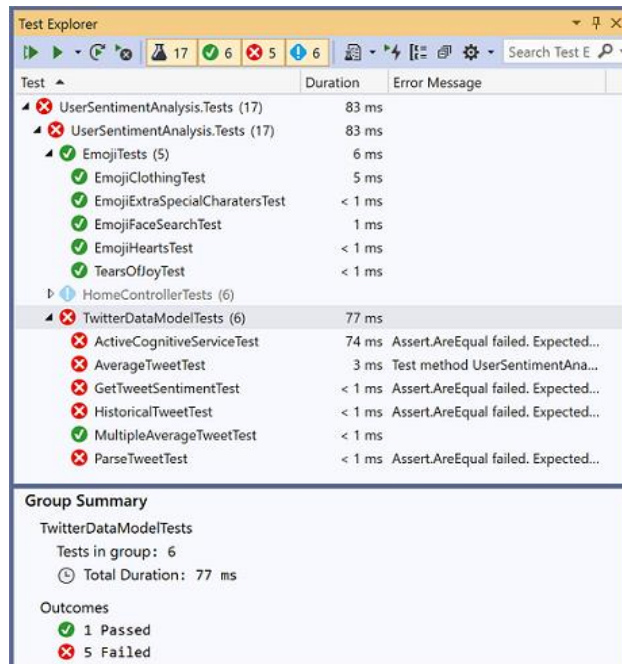 Test Explorer
17 6 5 6 Search Test E
Test Duration Error Message
UserSentimentAnalysis.Tests (17) 83 ms
UserSentimentAnalysis.Tests (17) 83 ms
EmojiTests (5) 6 ms
EmojiClothingTest 5 ms
EmojiExtraSpecialCharatersTest < 1 ms
EmojiFaceSearchTest 1 ms
EmojiHeartsTest < 1 ms
TearsOfJoyTest < 1 ms
HomeControllerTests (6)
TwitterDataModelTests (6) 77 ms
ActiveCognitiveServiceTest 74 ms Assert.AreEqual failed. Expected...
AverageTweetTest 3 ms Test method UserSentimentAna...
GetTweetSentimentTest < 1 ms Assert.AreEqual failed. Expected...
HistoricalTweetTest < 1 ms Assert.AreEqual failed. Expected...
MultipleAverageTweetTest < 1 ms
ParseTweetTest < 1 ms Assert.AreEqual failed. Expected...
Group Summary
TwitterDataModelTests
Tests in group: 6
Total Duration: 77 ms
Outcomes
1 Passed
5 Failed